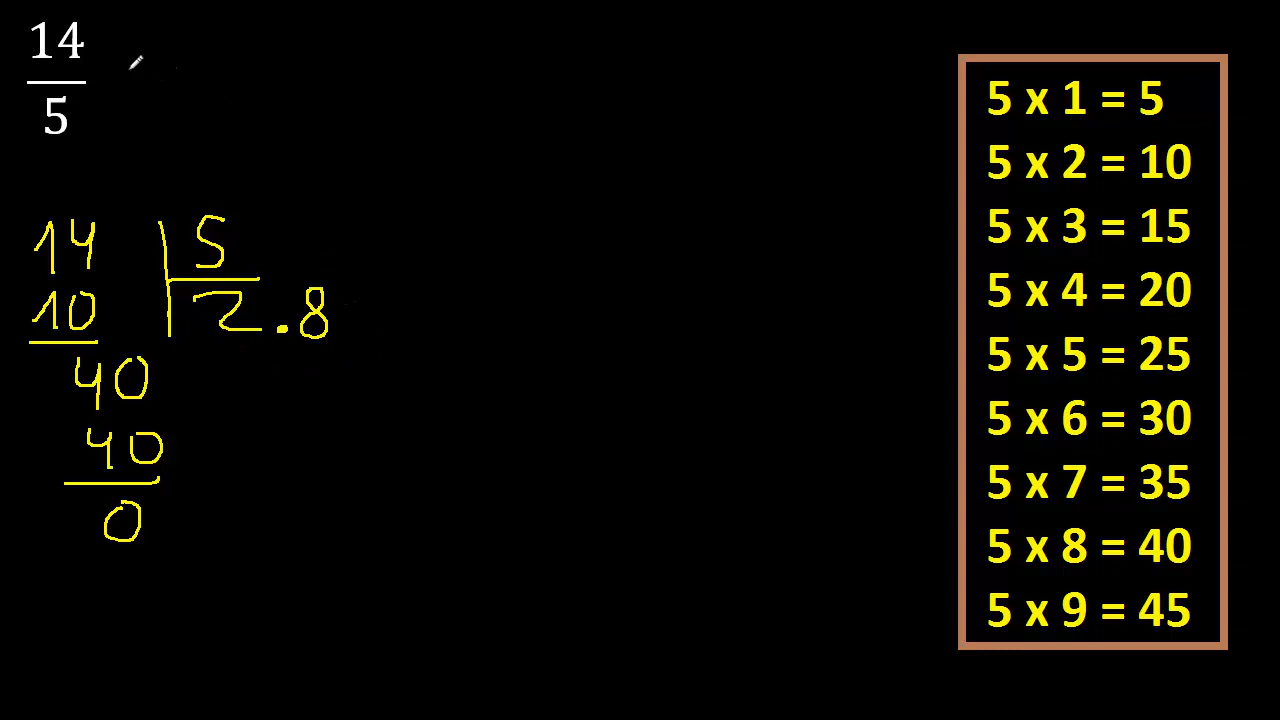 14
5
14 5
10 2.8
40
40
0
5 x 1 = 5
5 x 2 = 10
5 x 3 = 15
5 x 4 = 20
5 x 5 = 25
5 x 6 = 30
5 x 7 = 35
5 x 8 = 40
5 x 9 = 45